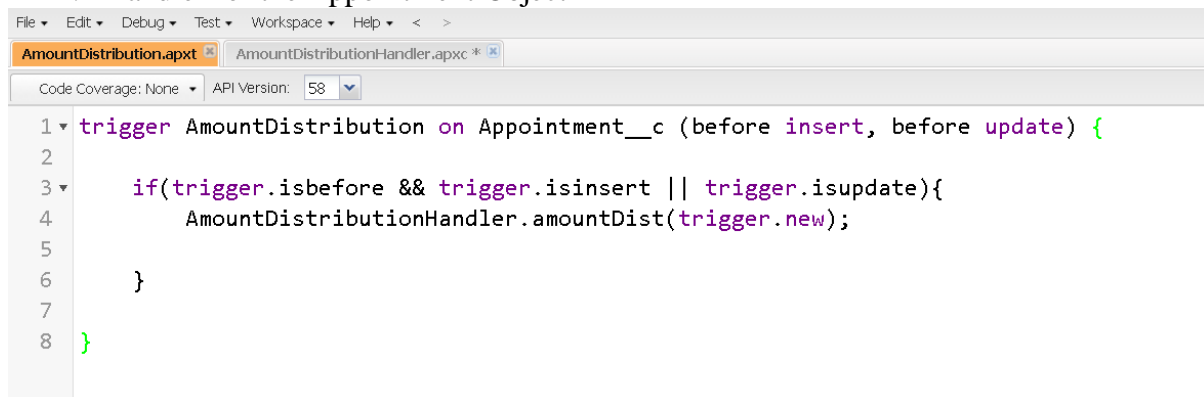 File Edit Debug Test Workspace Help < >
AmountDistribution.apxt AmountDistributionHandler.apxc *
Code Coverage: None API Version: 58
1 trigger AmountDistribution on Appointment__c (before insert, before update) {
2
3 if(trigger.isbefore && trigger.isinsert || trigger.isupdate){
4 AmountDistributionHandler.amountDist(trigger.new);
5
6 }
7
8 }